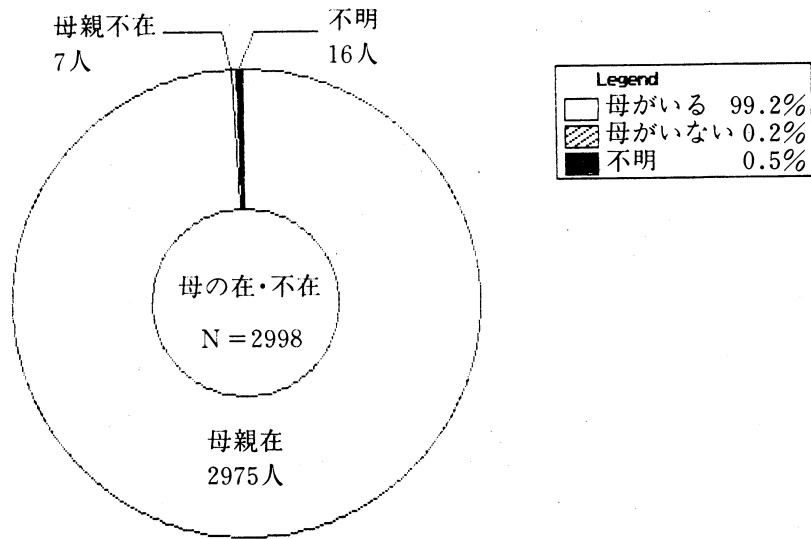 母親不在
7人
不明
16人
Legend
母がいる 99.2%
母がいない 0.2%
不明 0.5%
母の在・不在
N=2998
母親在
2975人